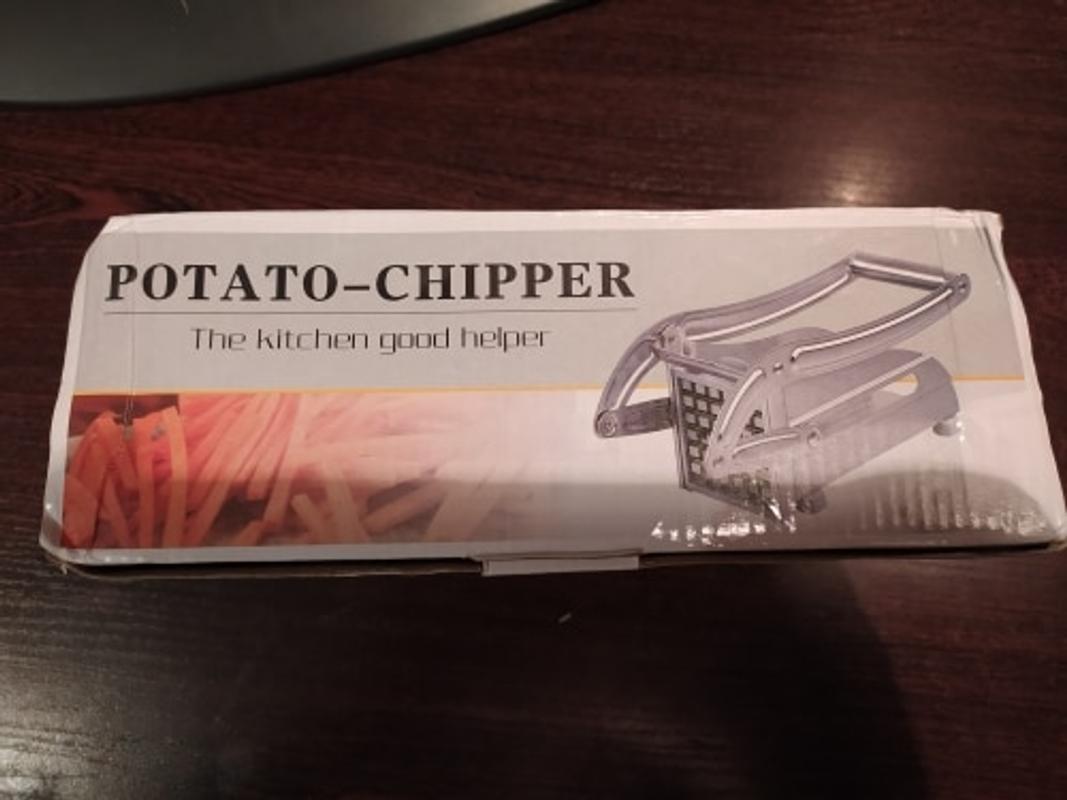 POTATO-CHIPPER
The kitchen good helper